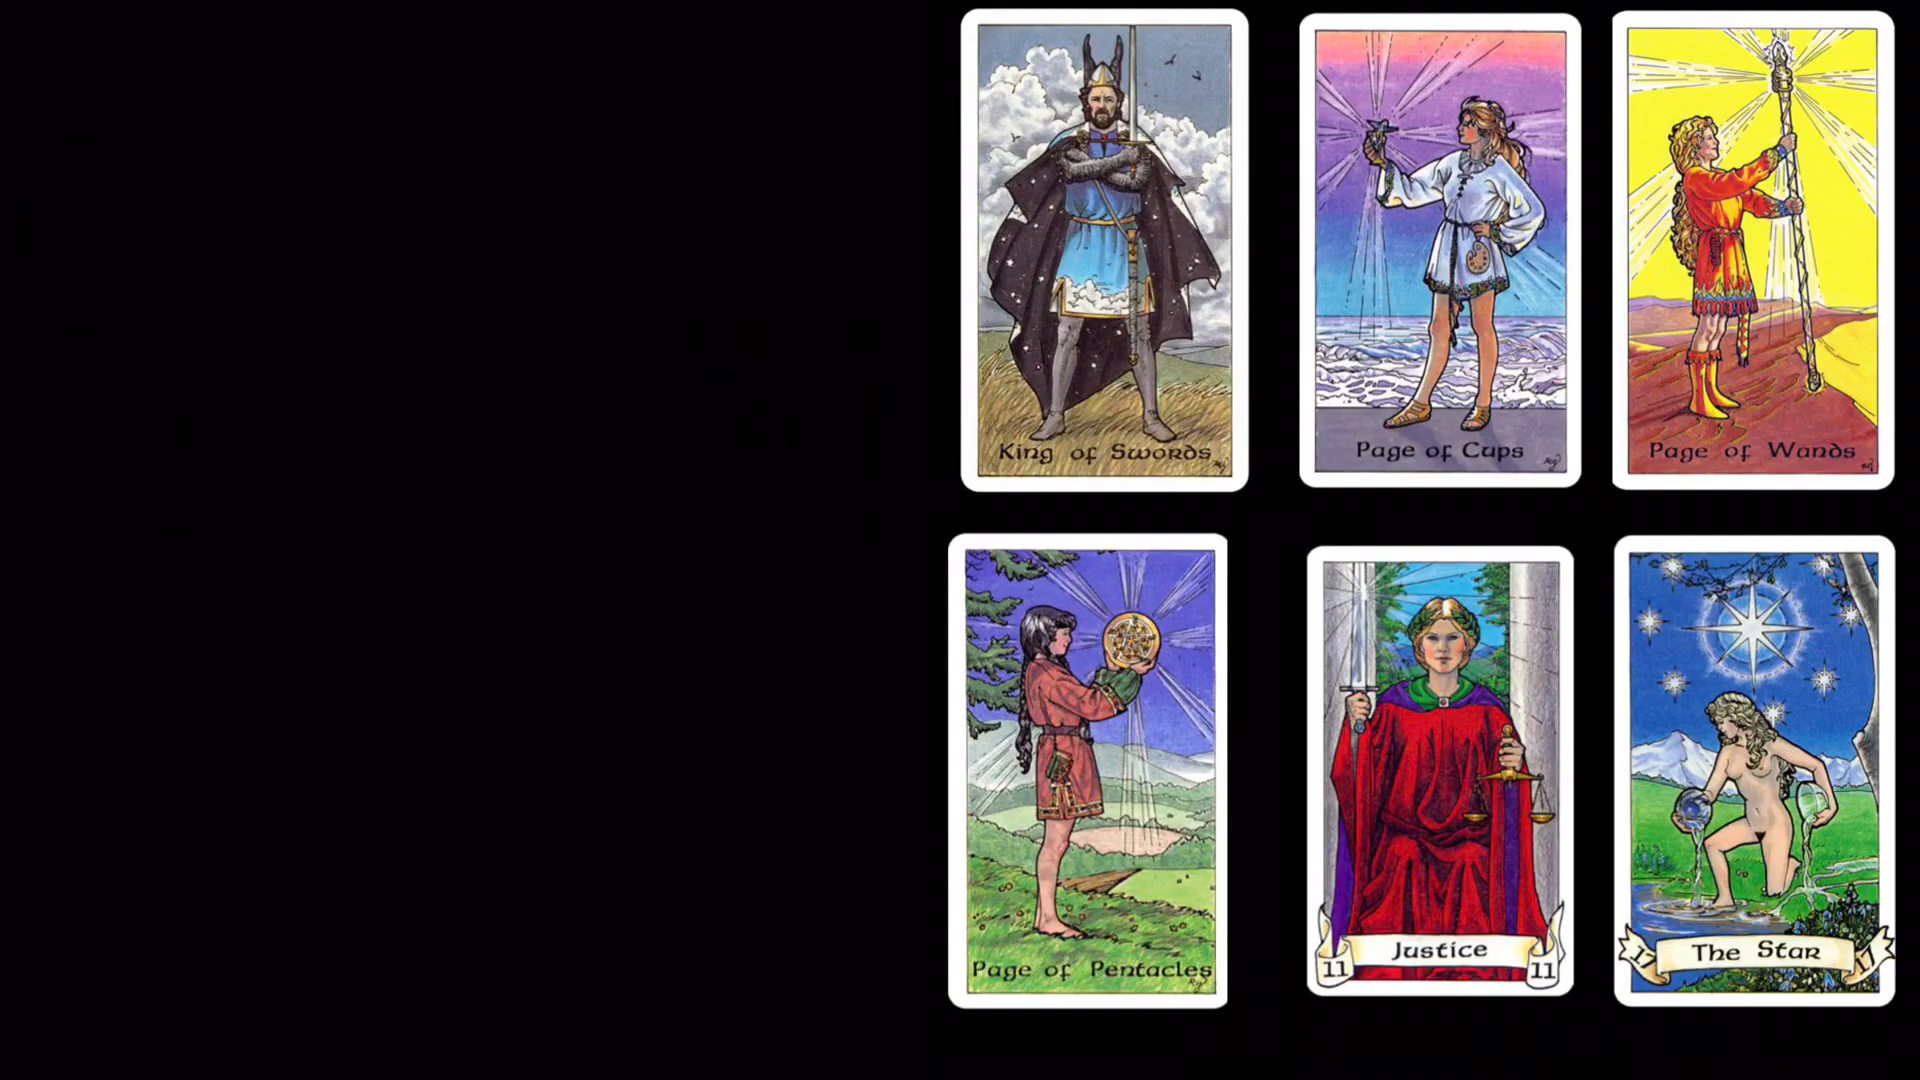 King of Swords
Page of Cups
Page of Wands
Page of Pentacles
Justice
11 11
The Star
17 17